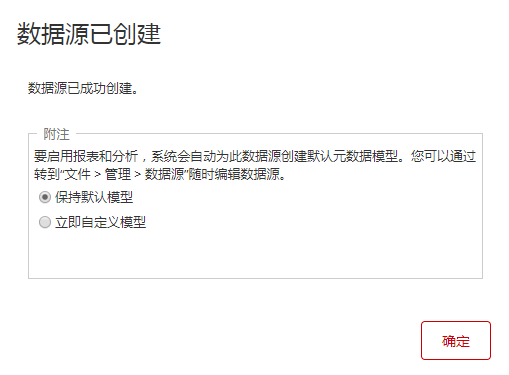 数据源已创建
数据源已成功创建。
附注
要启用报表和分析，系统会自动为此数据源创建默认元数据模型。您可以通过
转到“文件 > 管理 > 数据源”随时编辑数据源。
保持默认模型
立即自定义模型
确定